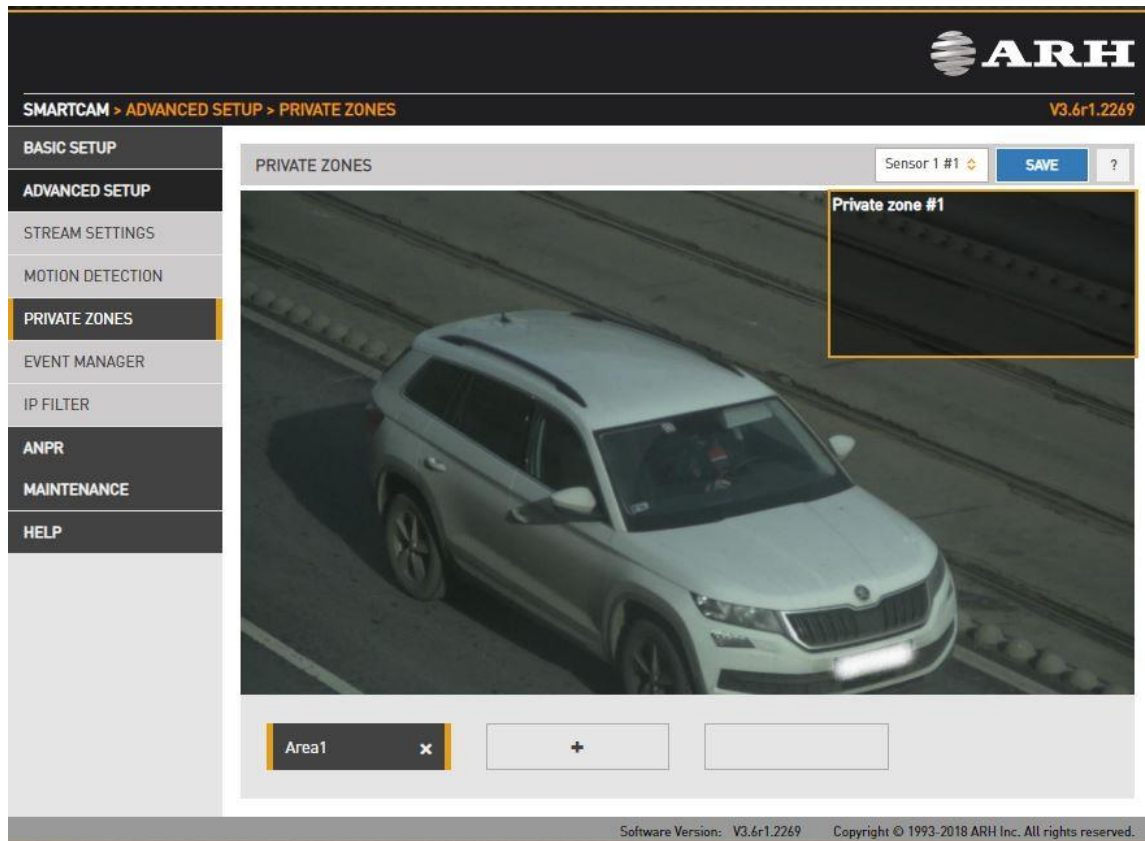 ARH
SMARTCAM > ADVANCED SETUP > PRIVATE ZONES V3.6r1.2269
BASIC SETUP
PRIVATE ZONES Sensor 1 #1 SAVE ?
ADVANCED SETUP
Private zone #1
STREAM SETTINGS
MOTION DETECTION
PRIVATE ZONES
EVENT MANAGER
IP FILTER
ANPR
MAINTENANCE
HELP
Area1 × +
Software Version: V3.6r1.2269 Copyright © 1993-2018 ARH Inc. All rights reserved.